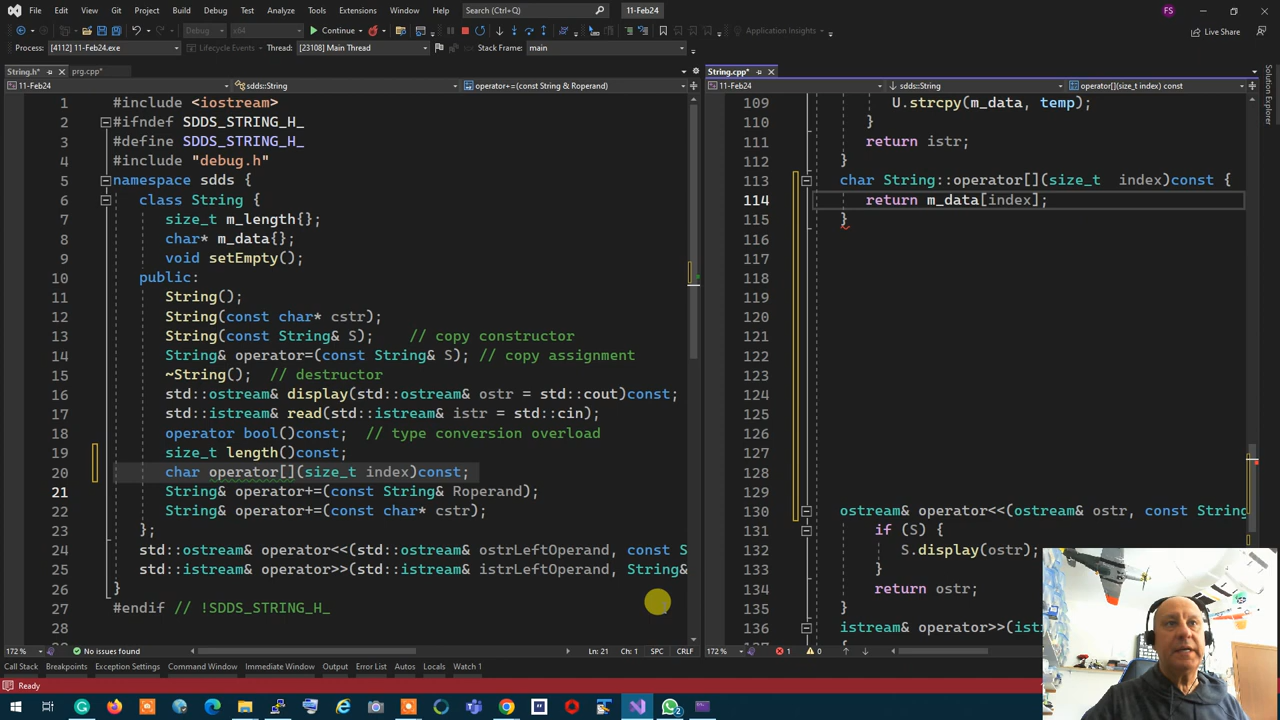 File Edit View Git Project Build Debug Test Analyze Tools Extensions Window Help Search (Ctrl+Q) 11-Feb24 FS
Debug x64 Continue Application Insights Live Share
Process: [4112] 11-Feb24.exe Lifecycle Events Thread: [23108] Main Thread Stack Frame: main
String.h* prg.cpp*
11-Feb24 sdds::String operator+=(const String& Roperand)
1 #include <iostream>
2 #ifndef SDDS_STRING_H_
3 #define SDDS_STRING_H_
4 #include "debug.h"
5 namespace sdds {
6 class String {
7 size_t m_length{};
8 char* m_data{};
9 void setEmpty();
10 public:
11 String();
12 String(const char* cstr);
13 String(const String& S); // copy constructor
14 String& operator=(const String& S); // copy assignment
15 ~String(); // destructor
16 std::ostream& display(std::ostream& ostr = std::cout)const;
17 std::istream& read(std::istream& istr = std::cin);
18 operator bool()const; // type conversion overload
19 size_t length()const;
20 char operator[](size_t index)const;
21 String& operator+=(const String& Roperand);
22 String& operator+=(const char* cstr);
23 };
24 std::ostream& operator<<(std::ostream& ostrLeftOperand, const S
25 std::istream& operator>>(std::istream& istrLeftOperand, String&
26 }
27 #endif // !SDDS_STRING_H_
28
172 % No issues found Ln: 21 Ch: 1 SPC CRLF
String.cpp*
11-Feb24 sdds::String operator[](size_t index) const
109 U.strcpy(m_data, temp);
110 }
111 return istr;
112 }
113 char String::operator[](size_t index)const {
114 return m_data[index];
115 }
116
117
118
119
120
121
122
123
124
125
126
127
128
129
130 ostream& operator<<(ostream& ostr, const String
131 if (S) {
132 S.display(ostr);
133 }
134 return ostr;
135 }
136 istream& operator>>(ist
172 % 1 0
Solution Explorer
Call Stack Breakpoints Exception Settings Command Window Immediate Window Output Error List Autos Locals Watch 1
Ready
2